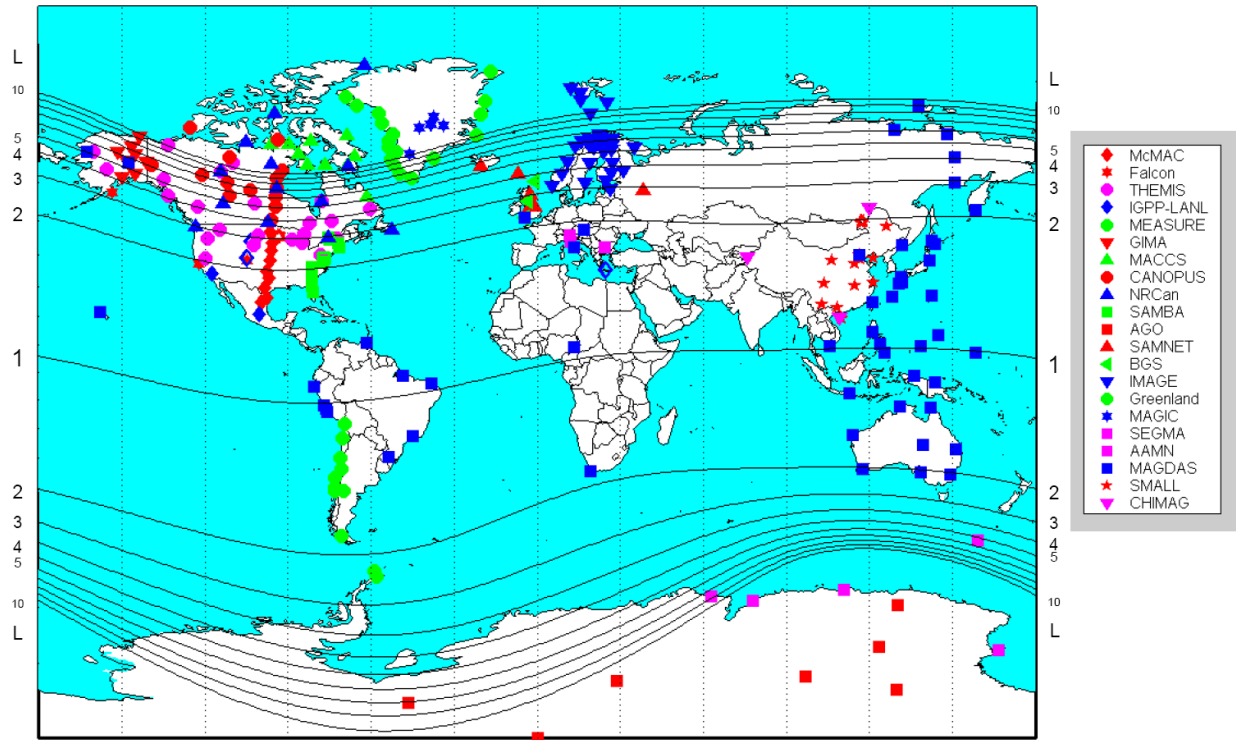 L
10
5
4
3
2
1
2
3
4
5
10
L
L
10
5
4
3
2
1
2
3
4
5
10
L
McMAC
Falcon
THEMIS
IGPP-LANL
MEASURE
GIMA
MACCS
CANOPUS
NRCan
SAMBA
AGO
SAMNET
BGS
IMAGE
Greenland
MAGIC
SEGMA
AAMN
MAGDAS
SMALL
CHIMAG